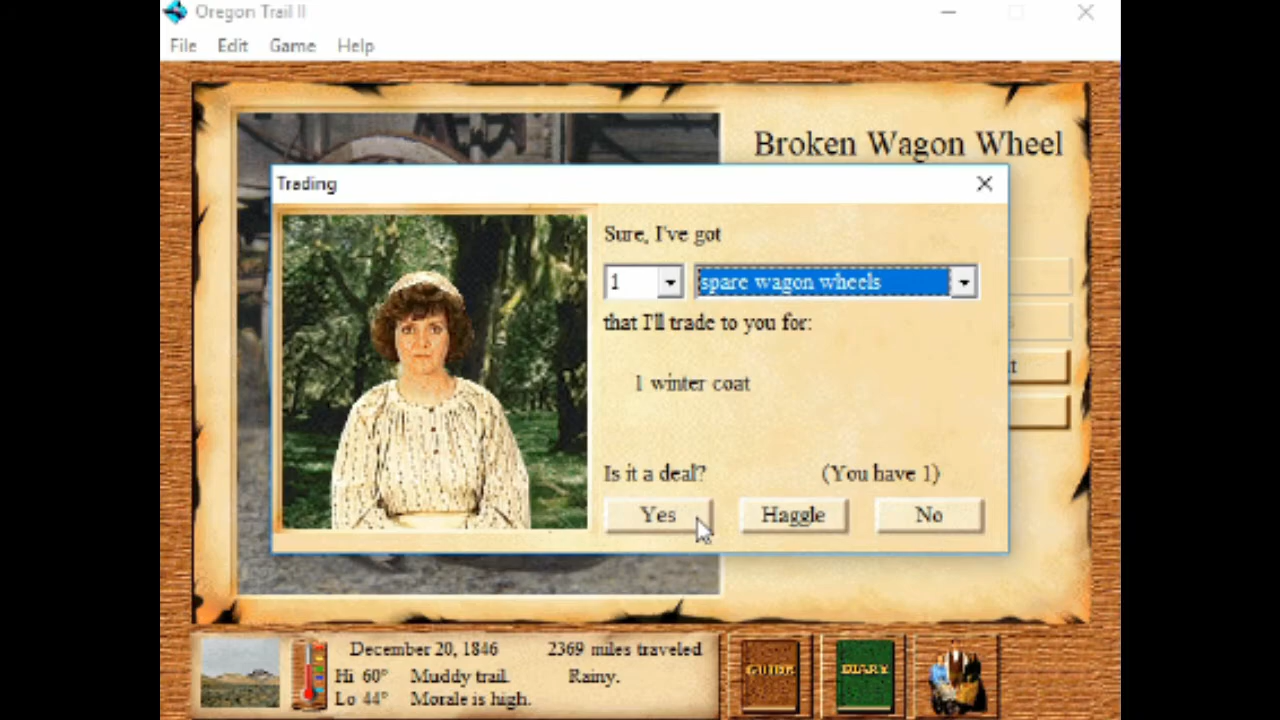 Oregon Trail II
File Edit Game Help
Broken Wagon Wheel
Trading
Sure, I've got
1 spare wagon wheels
that I'll trade to you for:
1 winter coat
Is it a deal? (You have 1)
Yes Haggle No
December 20, 1846 2369 miles traveled
Hi 60° Muddy trail. Rainy.
Lo 44° Morale is high.
GUIDE DIARY